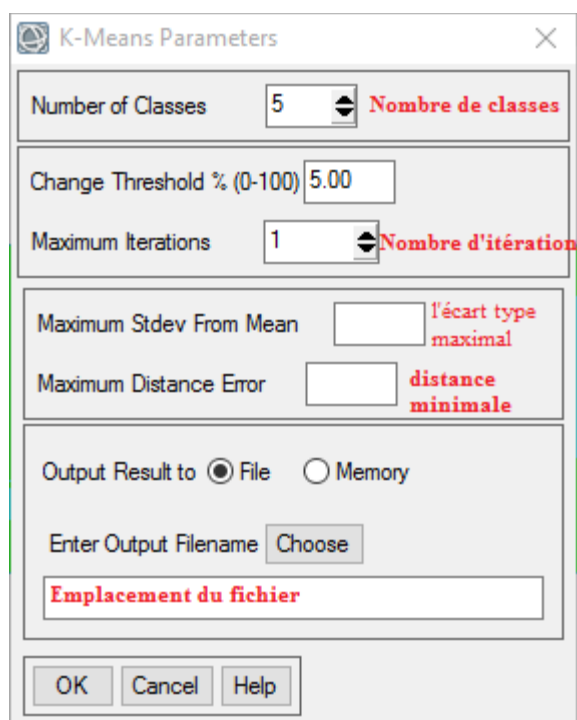 K-Means Parameters
Number of Classes 5 Nombre de classes
Change Threshold % (0-100) 5.00
Maximum Iterations 1 Nombre d'itération
Maximum Stdev From Mean l'écart type
maximal
Maximum Distance Error distance
minimale
Output Result to File Memory
Enter Output Filename Choose
Emplacement du fichier
OK Cancel Help